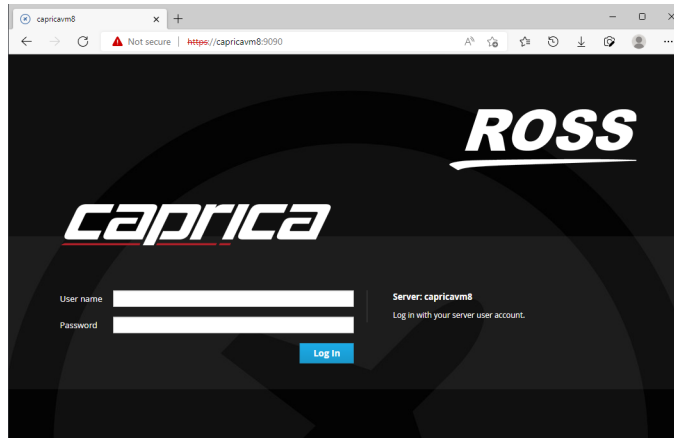 capricavm8
Not secure | https://capricavm8:9090
ROSS
caprica
User name
Server: capricavm8
Log in with your server user account.
Password
Log In